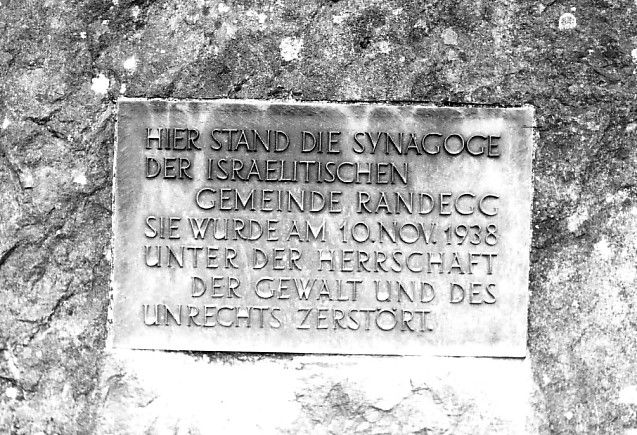 HIER STAND DIE SYNAGOGE
DER ISRAELITISCHEN
GEMEINDE RANDEGG
SIE WURDE AM 10. NOV. 1938
UNTER DER HERRSCHAFT
DER GEWALT UND DES
UNRECHTS ZERSTÖRT.